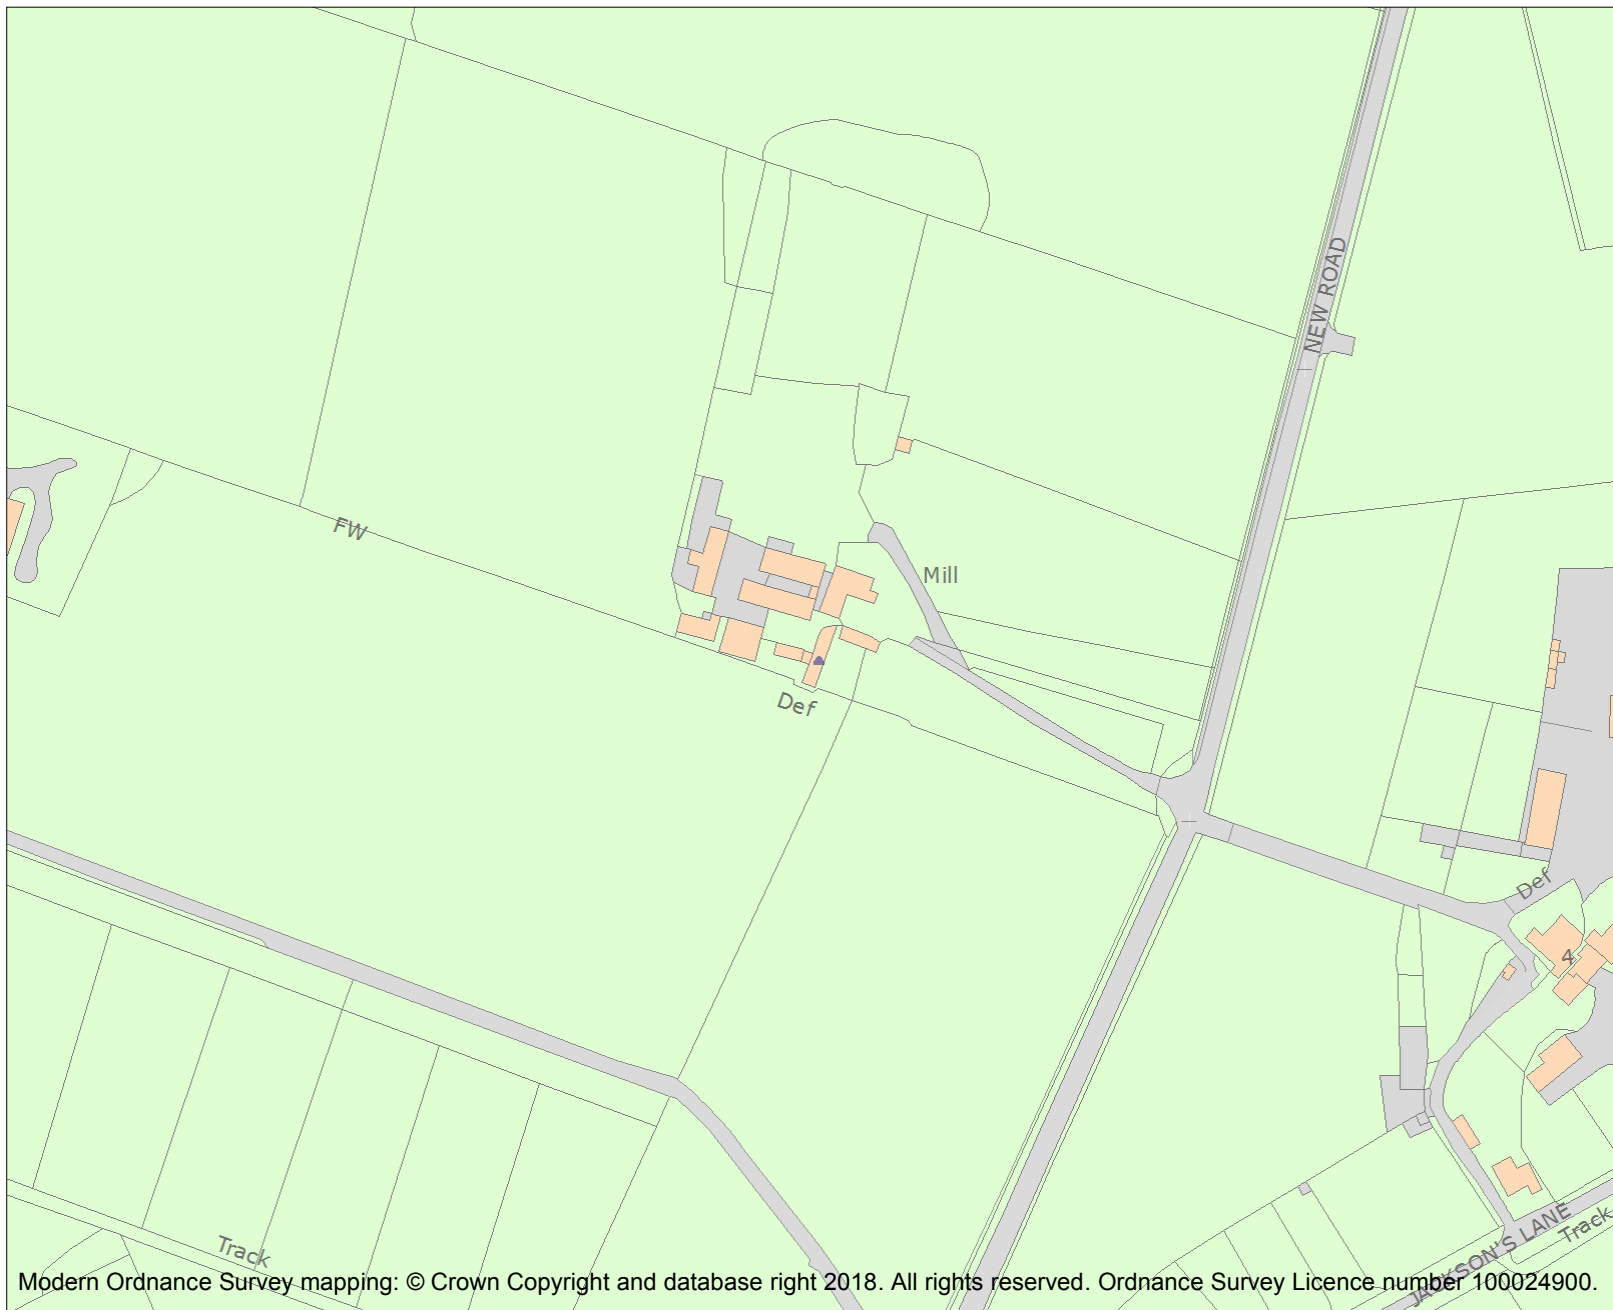 NEW ROAD
FW
Mill
Def
Def
4
JACKSON'S LANE
Track
Track
Modern Ordnance Survey mapping: © Crown Copyright and database right 2018. All rights reserved. Ordnance Survey Licence number 100024900.